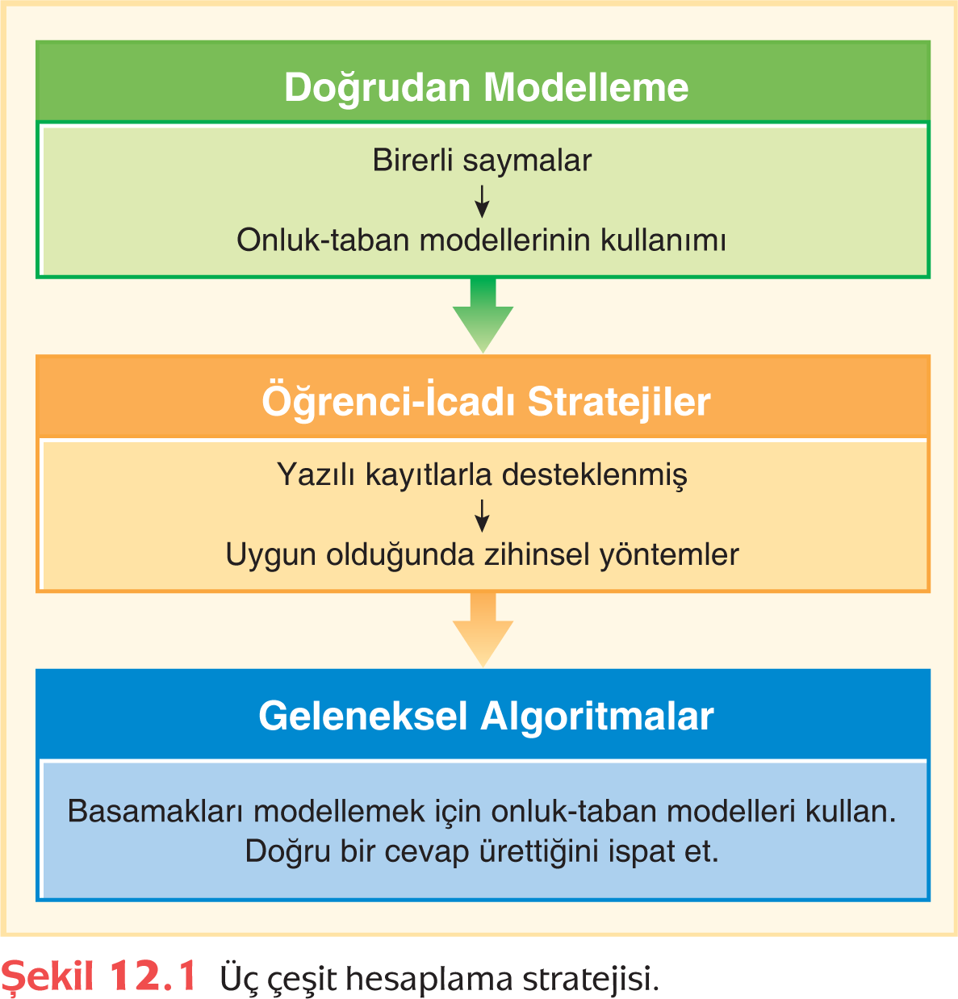 Doğrudan Modelleme
Birerli saymalar
Onluk-taban modellerinin kullanımı
Öğrenci-İcadı Stratejiler
Yazılı kayıtlarla desteklenmiş
Uygun olduğunda zihinsel yöntemler
Geleneksel Algoritmalar
Basamakları modellemek için onluk-taban modelleri kullan.
Doğru bir cevap ürettiğini ispat et.
Şekil 12.1 Üç çeşit hesaplama stratejisi.